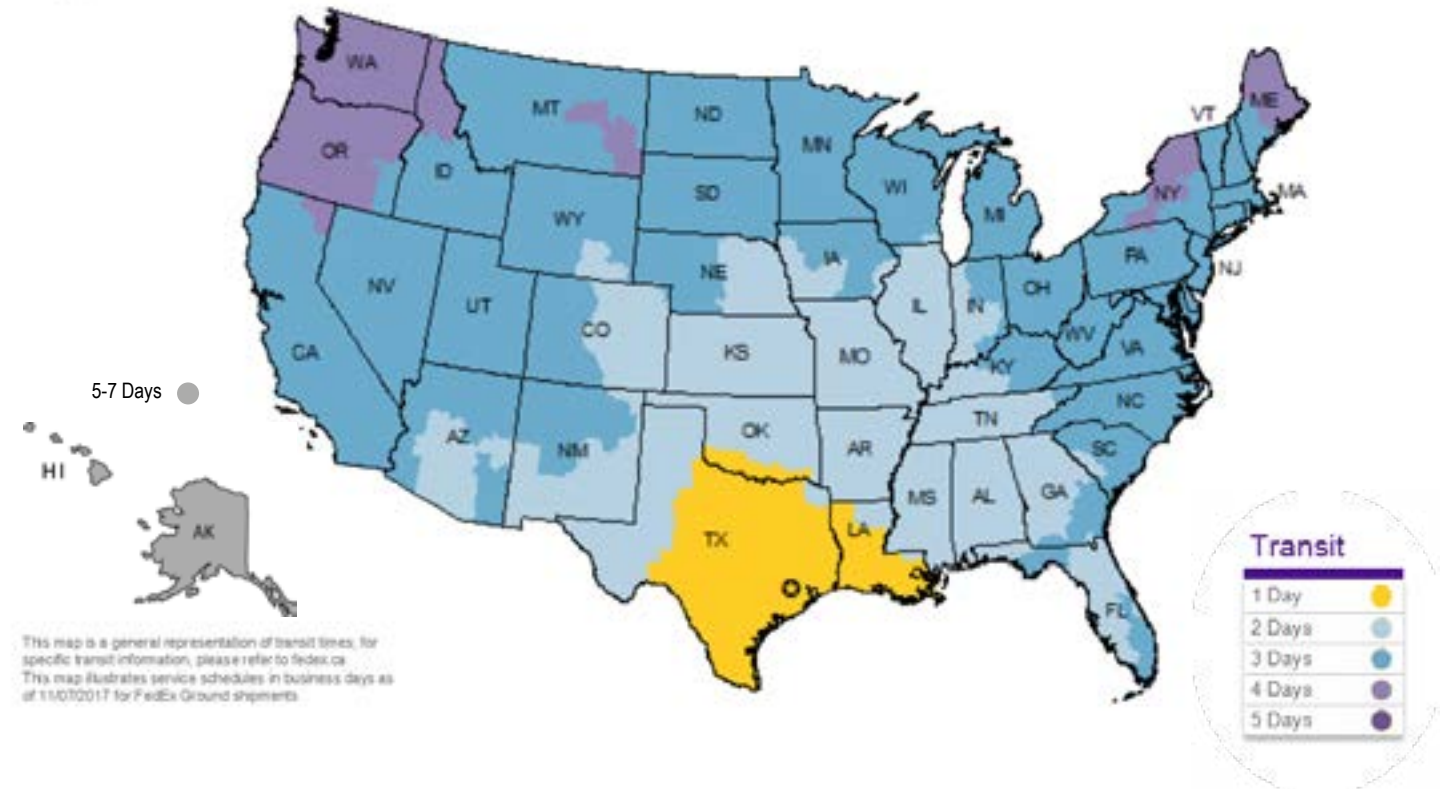 WA
MT
ND
MN
VT
ME
OR
ID
WI
MI
NY
MA
SD
WY
IA
NE
PA
NJ
NV
UT
CO
IL
IN
OH
WV
VA
CA
KS
MO
KY
NC
TN
5-7 Days
AZ
NM
OK
AR
SC
HI
MS
AL
GA
AK
TX
LA
FL
Transit
1 Day
2 Days
3 Days
4 Days
5 Days
This map is a general representation of transit times; for
specific transit information, please refer to fedex.ca
This map illustrates service schedules in business days as
of 11/07/2017 for FedEx Ground shipments